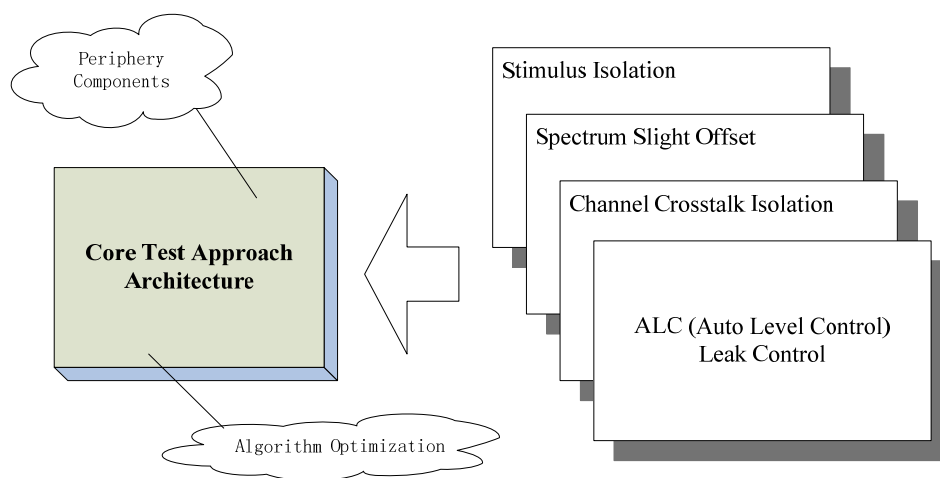 Periphery
Components
Core Test Approach
Architecture
Algorithm Optimization
Stimulus Isolation
Spectrum Slight Offset
Channel Crosstalk Isolation
ALC (Auto Level Control)
Leak Control